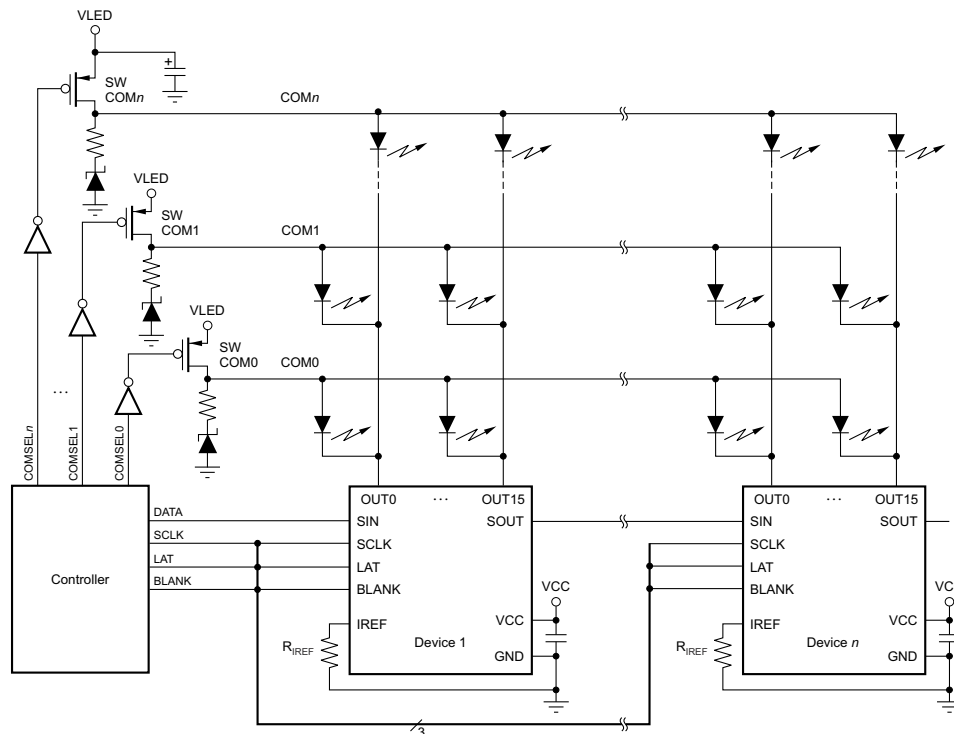 VLED
+
SW
COMn
COMn
VLED
SW
COM1
COM1
VLED
SW
COM0
COM0
...
COMSELn
COMSEL1
COMSEL0
Controller
DATA
SCLK
LAT
BLANK
OUT0 ... OUT15
SIN
SOUT
SCLK
LAT
BLANK
IREF
VCC
GND
Device 1
RIREF
VCC
OUT0 ... OUT15
SIN
SOUT
SCLK
LAT
BLANK
IREF
VCC
GND
Device n
RIREF
VC
3